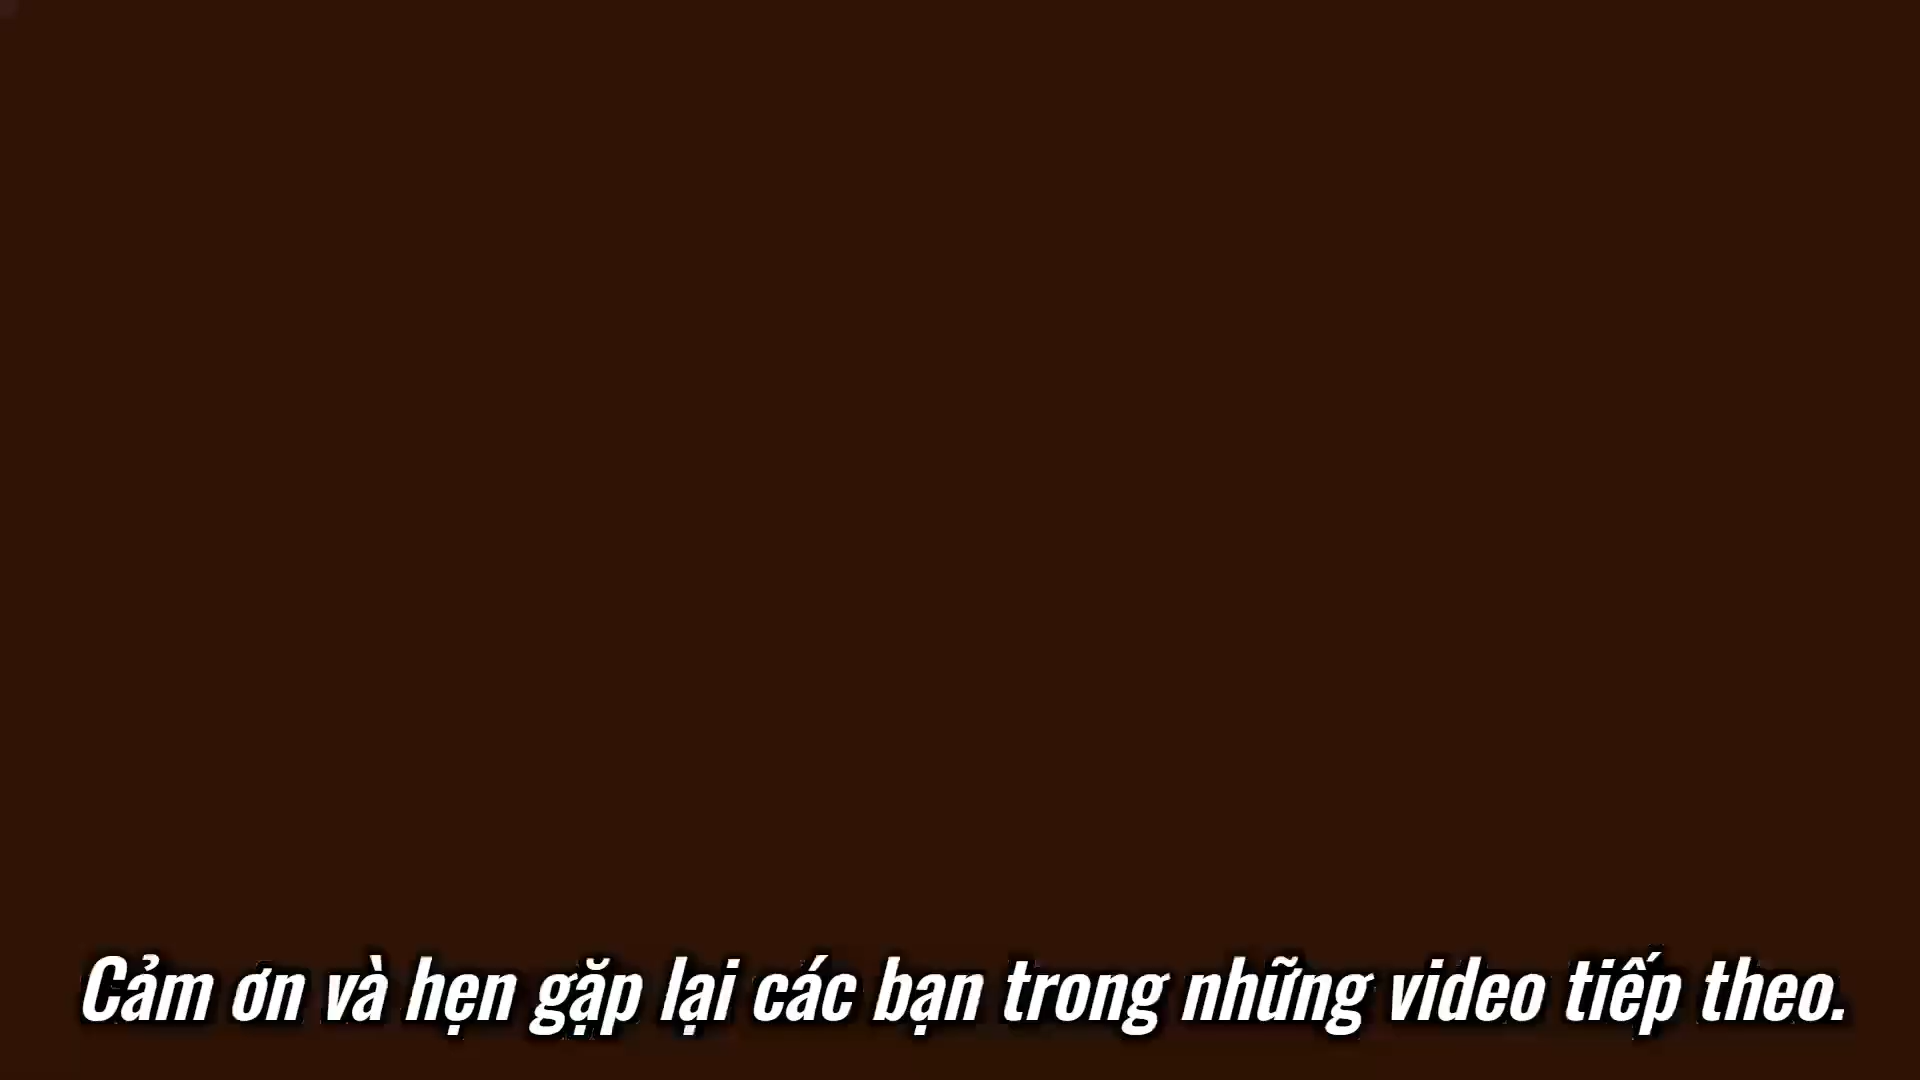 Cảm ơn và hẹn gặp lại các bạn trong những video tiếp theo.